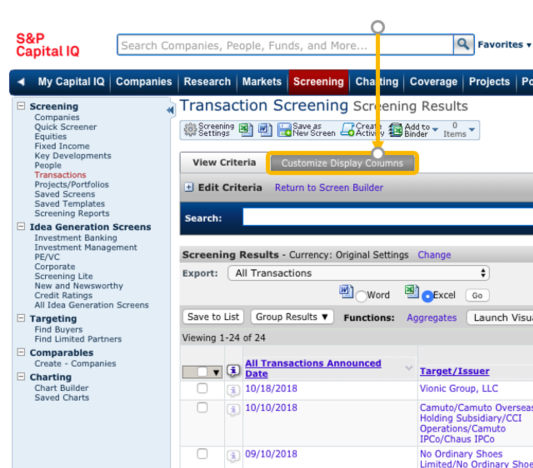 S&P
Capital IQ
Search Companies, People, Funds, and More...
Favorites
My Capital IQ Companies Research Markets Screening Charting Coverage Projects
Screening
Companies
Quick Screener
Equities
Fixed Income
Key Developments
People
Transactions
Projects/Portfolios
Saved Screens
Saved Templates
Screening Reports
Idea Generation Screens
Investment Banking
Investment Management
PE/VC
Corporate
Screening Lite
New and Newsworthy
Credit Ratings
All Idea Generation Screens
Targeting
Find Buyers
Find Limited Partners
Comparables
Create - Companies
Charting
Chart Builder
Saved Charts
Transaction Screening Screening Results
Screening Settings
Save as New Screen
Create Activity
Add to Binder
0 Items
View Criteria
Customize Display Columns
Edit Criteria Return to Screen Builder
Search:
Screening Results - Currency: Original Settings Change
Export: All Transactions
Word Excel Go
Save to List Group Results ▼ Functions: Aggregates Launch
Viewing 1-24 of 24
All Transactions Announced
Date
Target/Issuer
10/18/2018 Vionic Group, LLC
10/10/2018 Camuto/Camuto Overseas
Holding Subsidiary/CCI
Operations/Camuto
IPCo/Chaus IPCo
09/10/2018 No Ordinary Shoes
Limited/No Ordinary Shoe